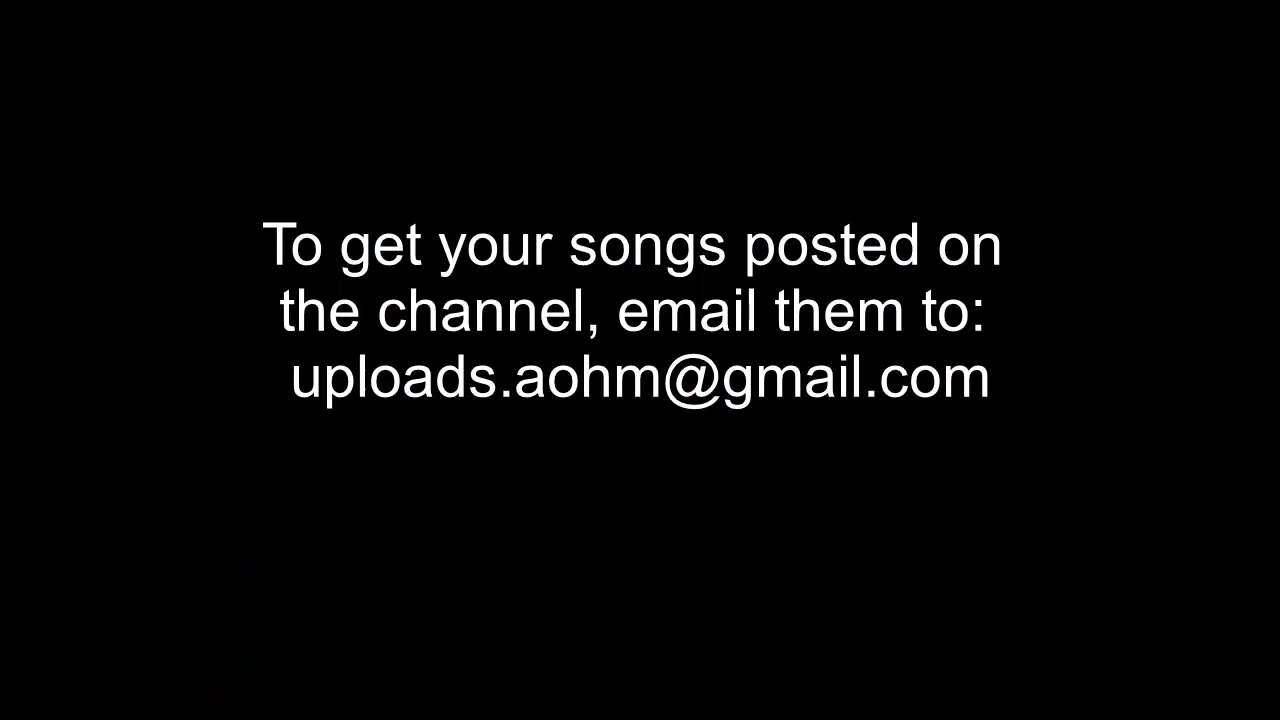 To get your songs posted on
the channel, email them to:
uploads.aohm@gmail.com